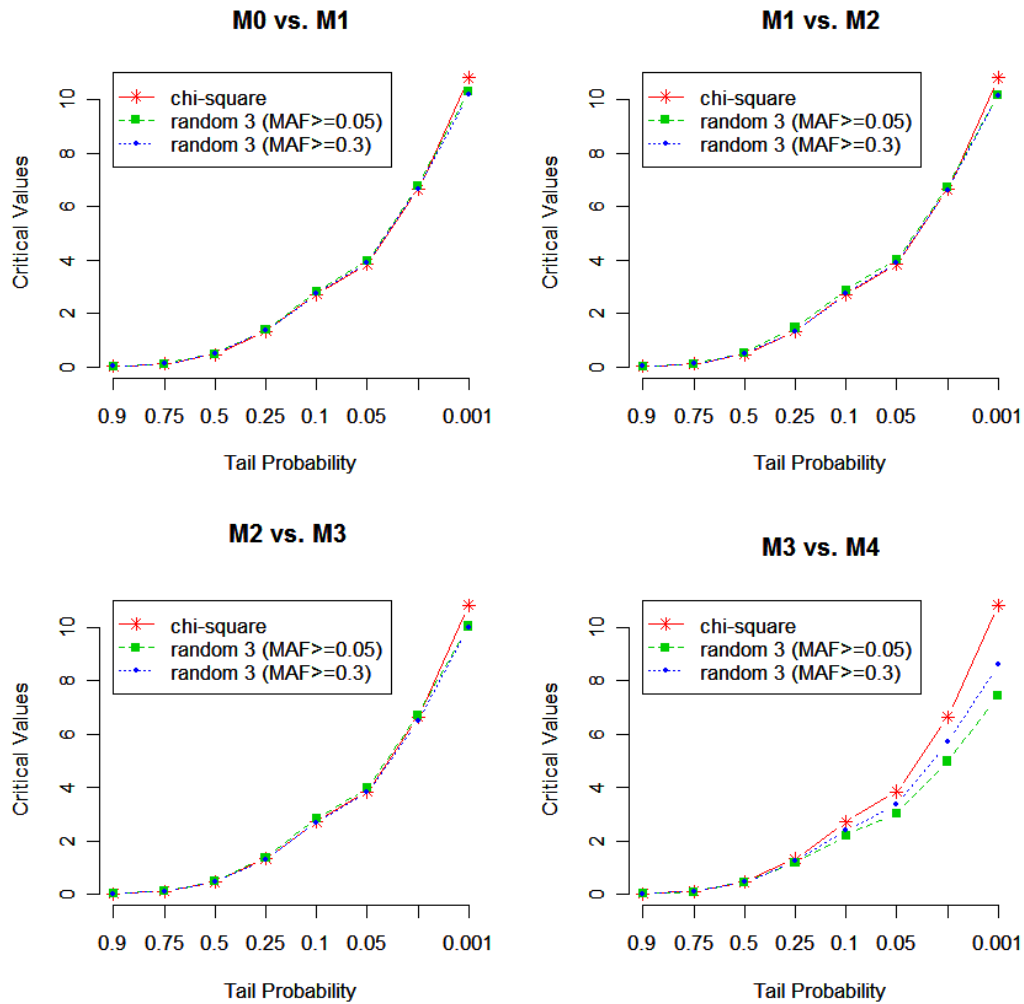 M0 vs. M1
chi-square
random 3 (MAF>=0.05)
random 3 (MAF>=0.3)
Critical Values
0 2 4 6 8 10
0.9 0.75 0.5 0.25 0.1 0.05 0.001
Tail Probability
M1 vs. M2
chi-square
random 3 (MAF>=0.05)
random 3 (MAF>=0.3)
Critical Values
0 2 4 6 8 10
0.9 0.75 0.5 0.25 0.1 0.05 0.001
Tail Probability
M2 vs. M3
chi-square
random 3 (MAF>=0.05)
random 3 (MAF>=0.3)
Critical Values
0 2 4 6 8 10
0.9 0.75 0.5 0.25 0.1 0.05 0.001
Tail Probability
M3 vs. M4
chi-square
random 3 (MAF>=0.05)
random 3 (MAF>=0.3)
Critical Values
0 2 4 6 8 10
0.9 0.75 0.5 0.25 0.1 0.05 0.001
Tail Probability